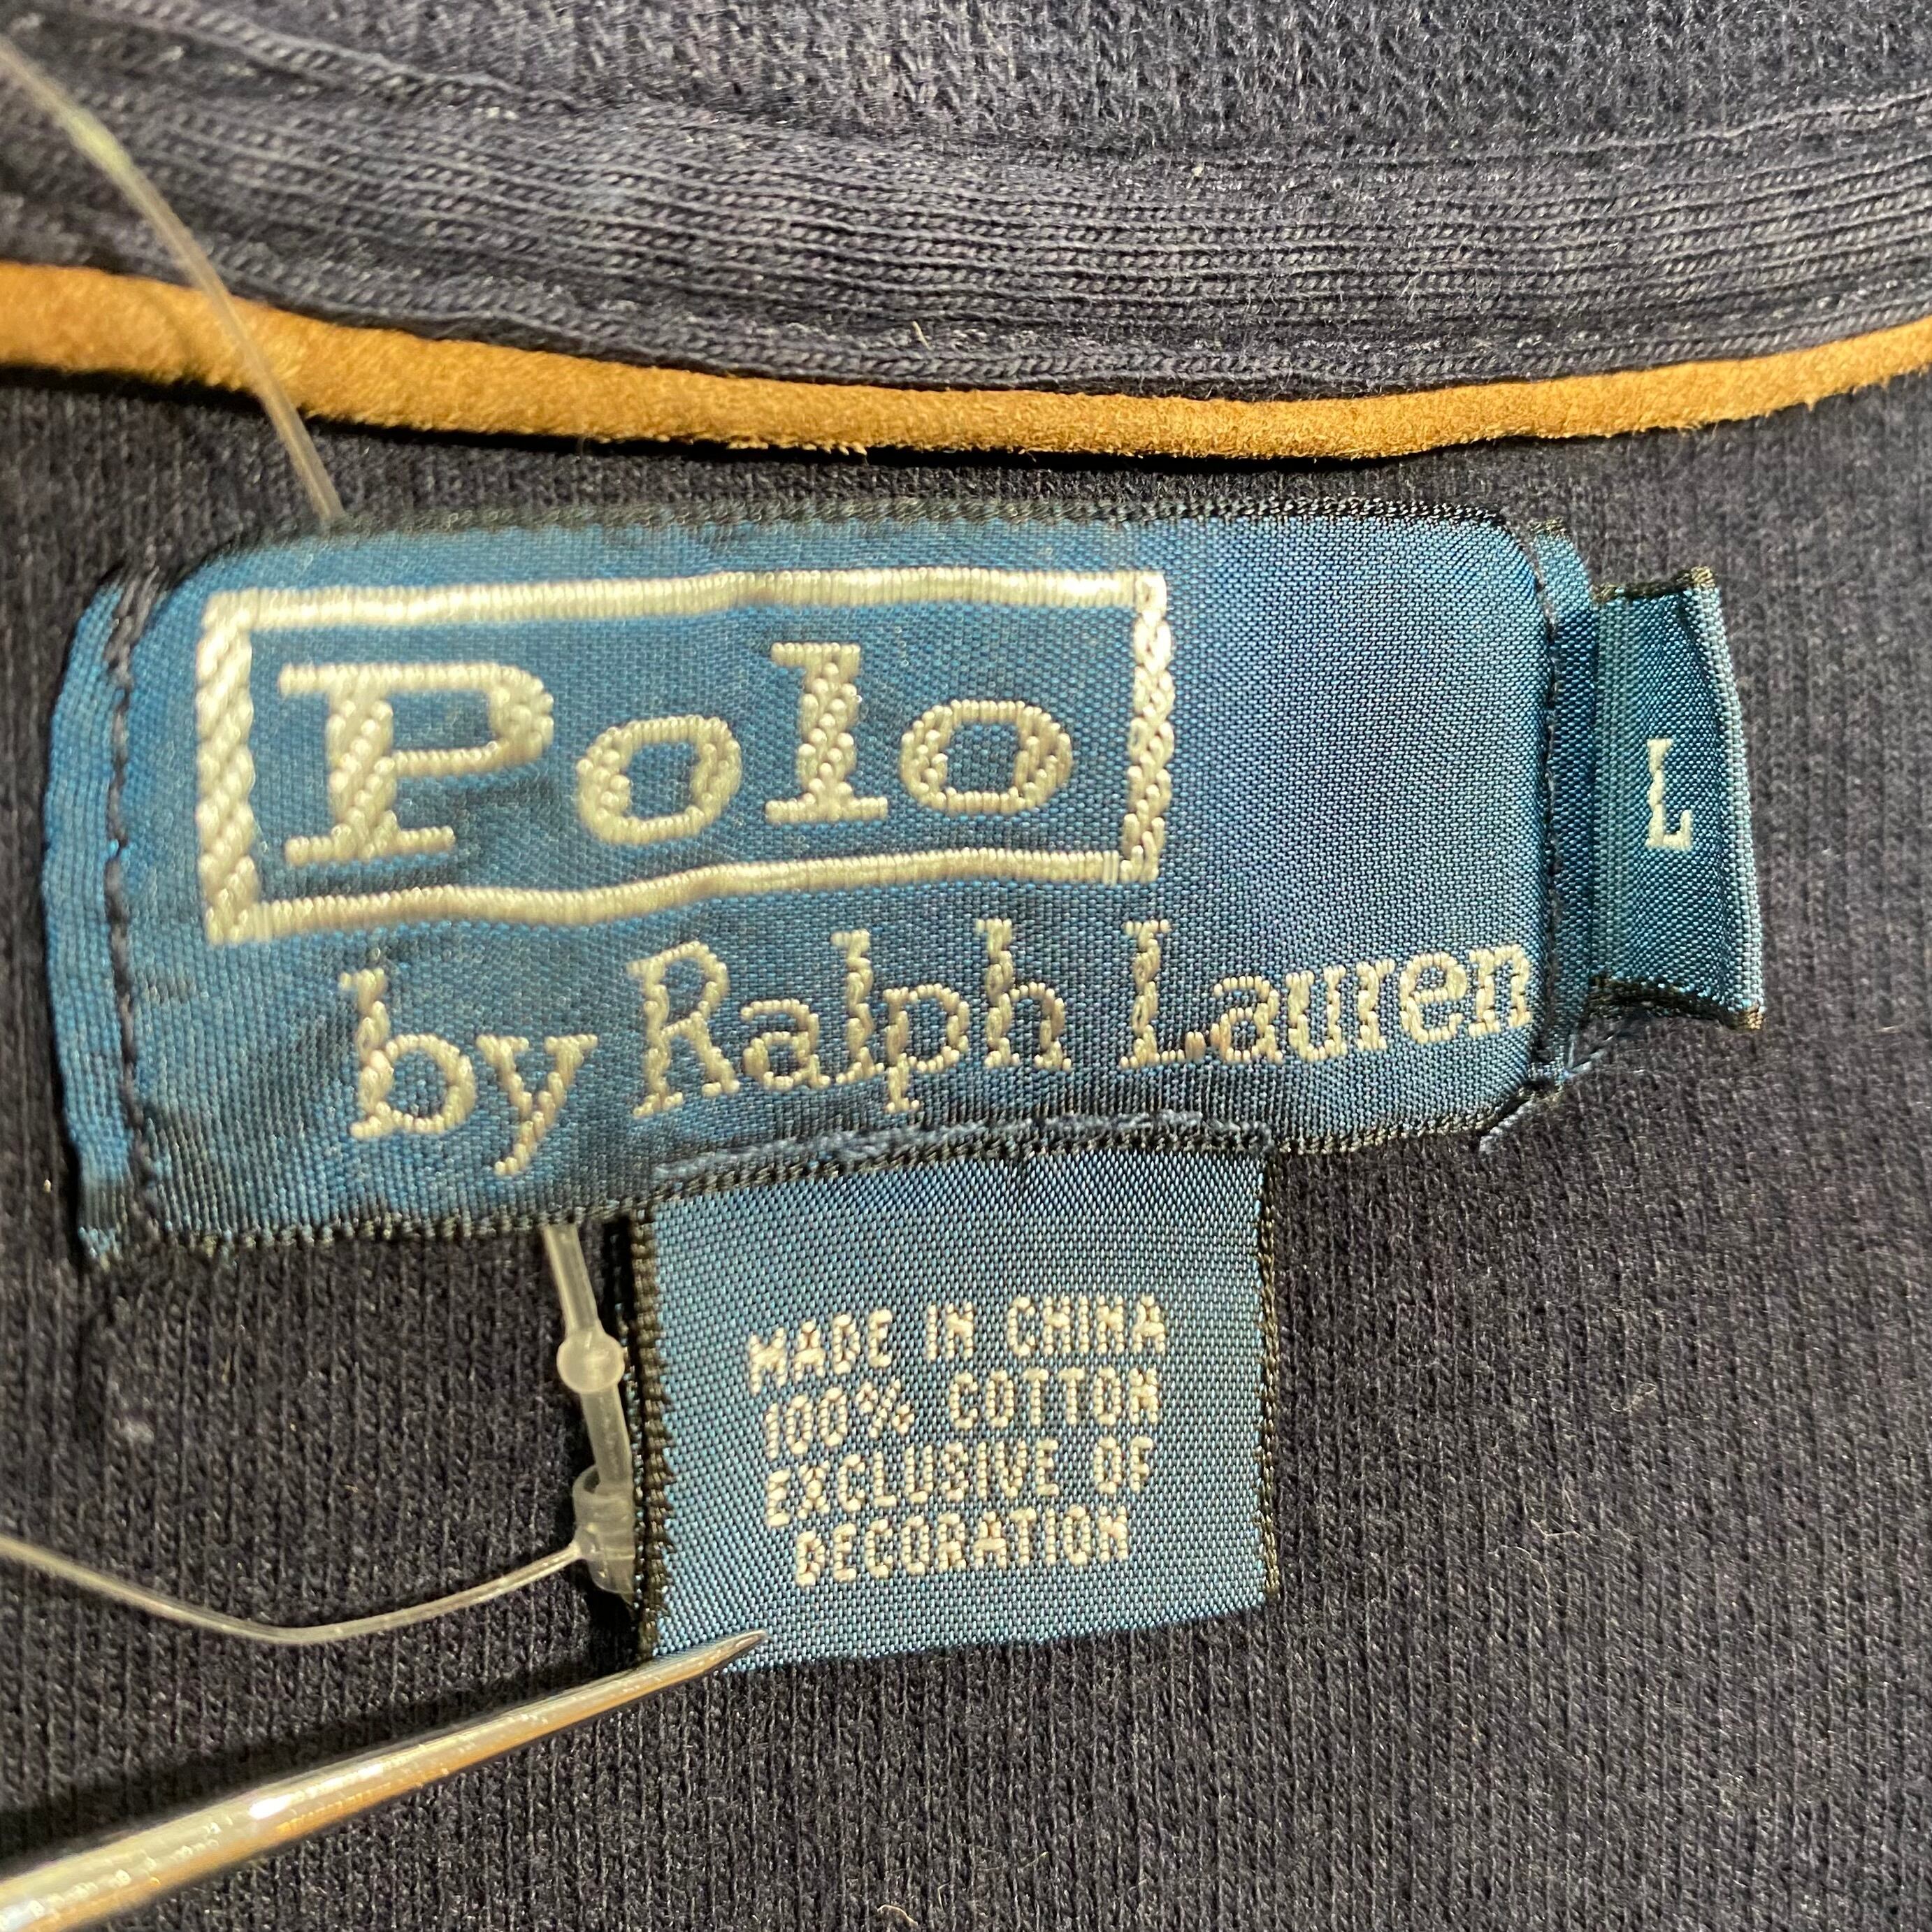 Polo
by Ralph Lauren
L
MADE IN CHINA
100% COTTON
EXCLUSIVE OF
DECORATION